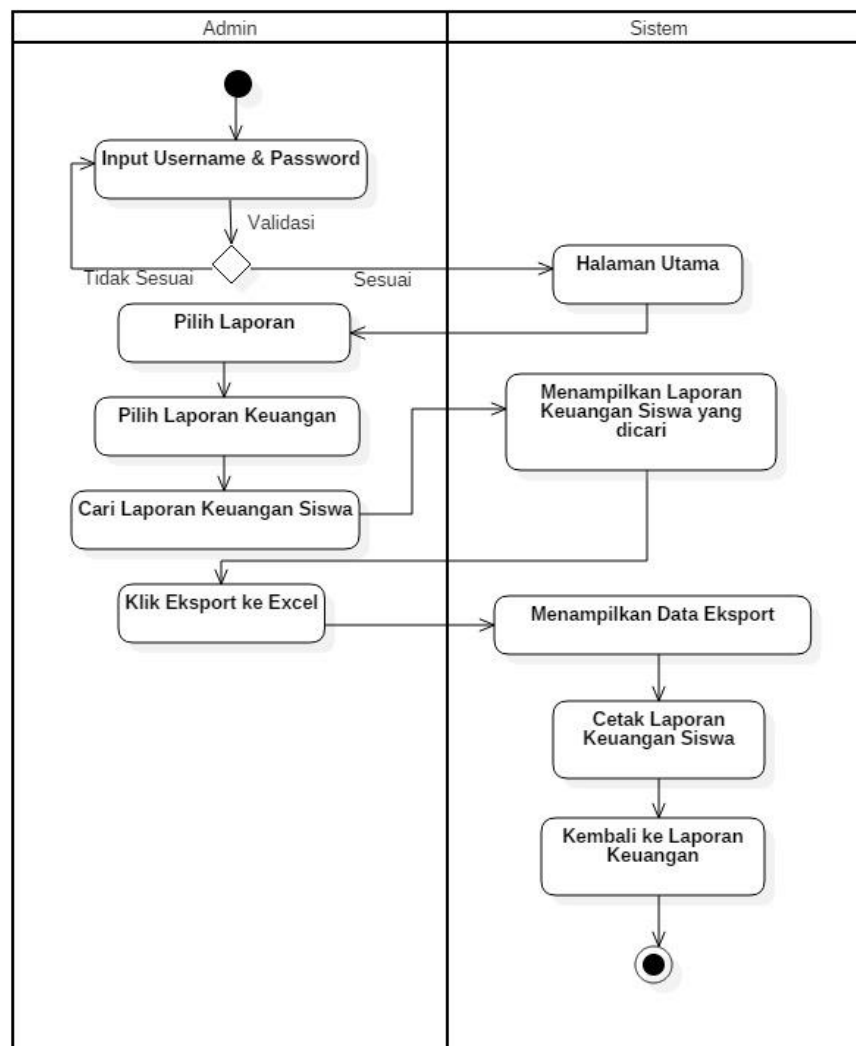 Admin
Sistem
Input Username & Password
Validasi
Tidak Sesuai
Sesuai
Halaman Utama
Pilih Laporan
Pilih Laporan Keuangan
Menampilkan Laporan
Keuangan Siswa yang
dicari
Cari Laporan Keuangan Siswa
Klik Eksport ke Excel
Menampilkan Data Eksport
Cetak Laporan
Keuangan Siswa
Kembali ke Laporan
Keuangan